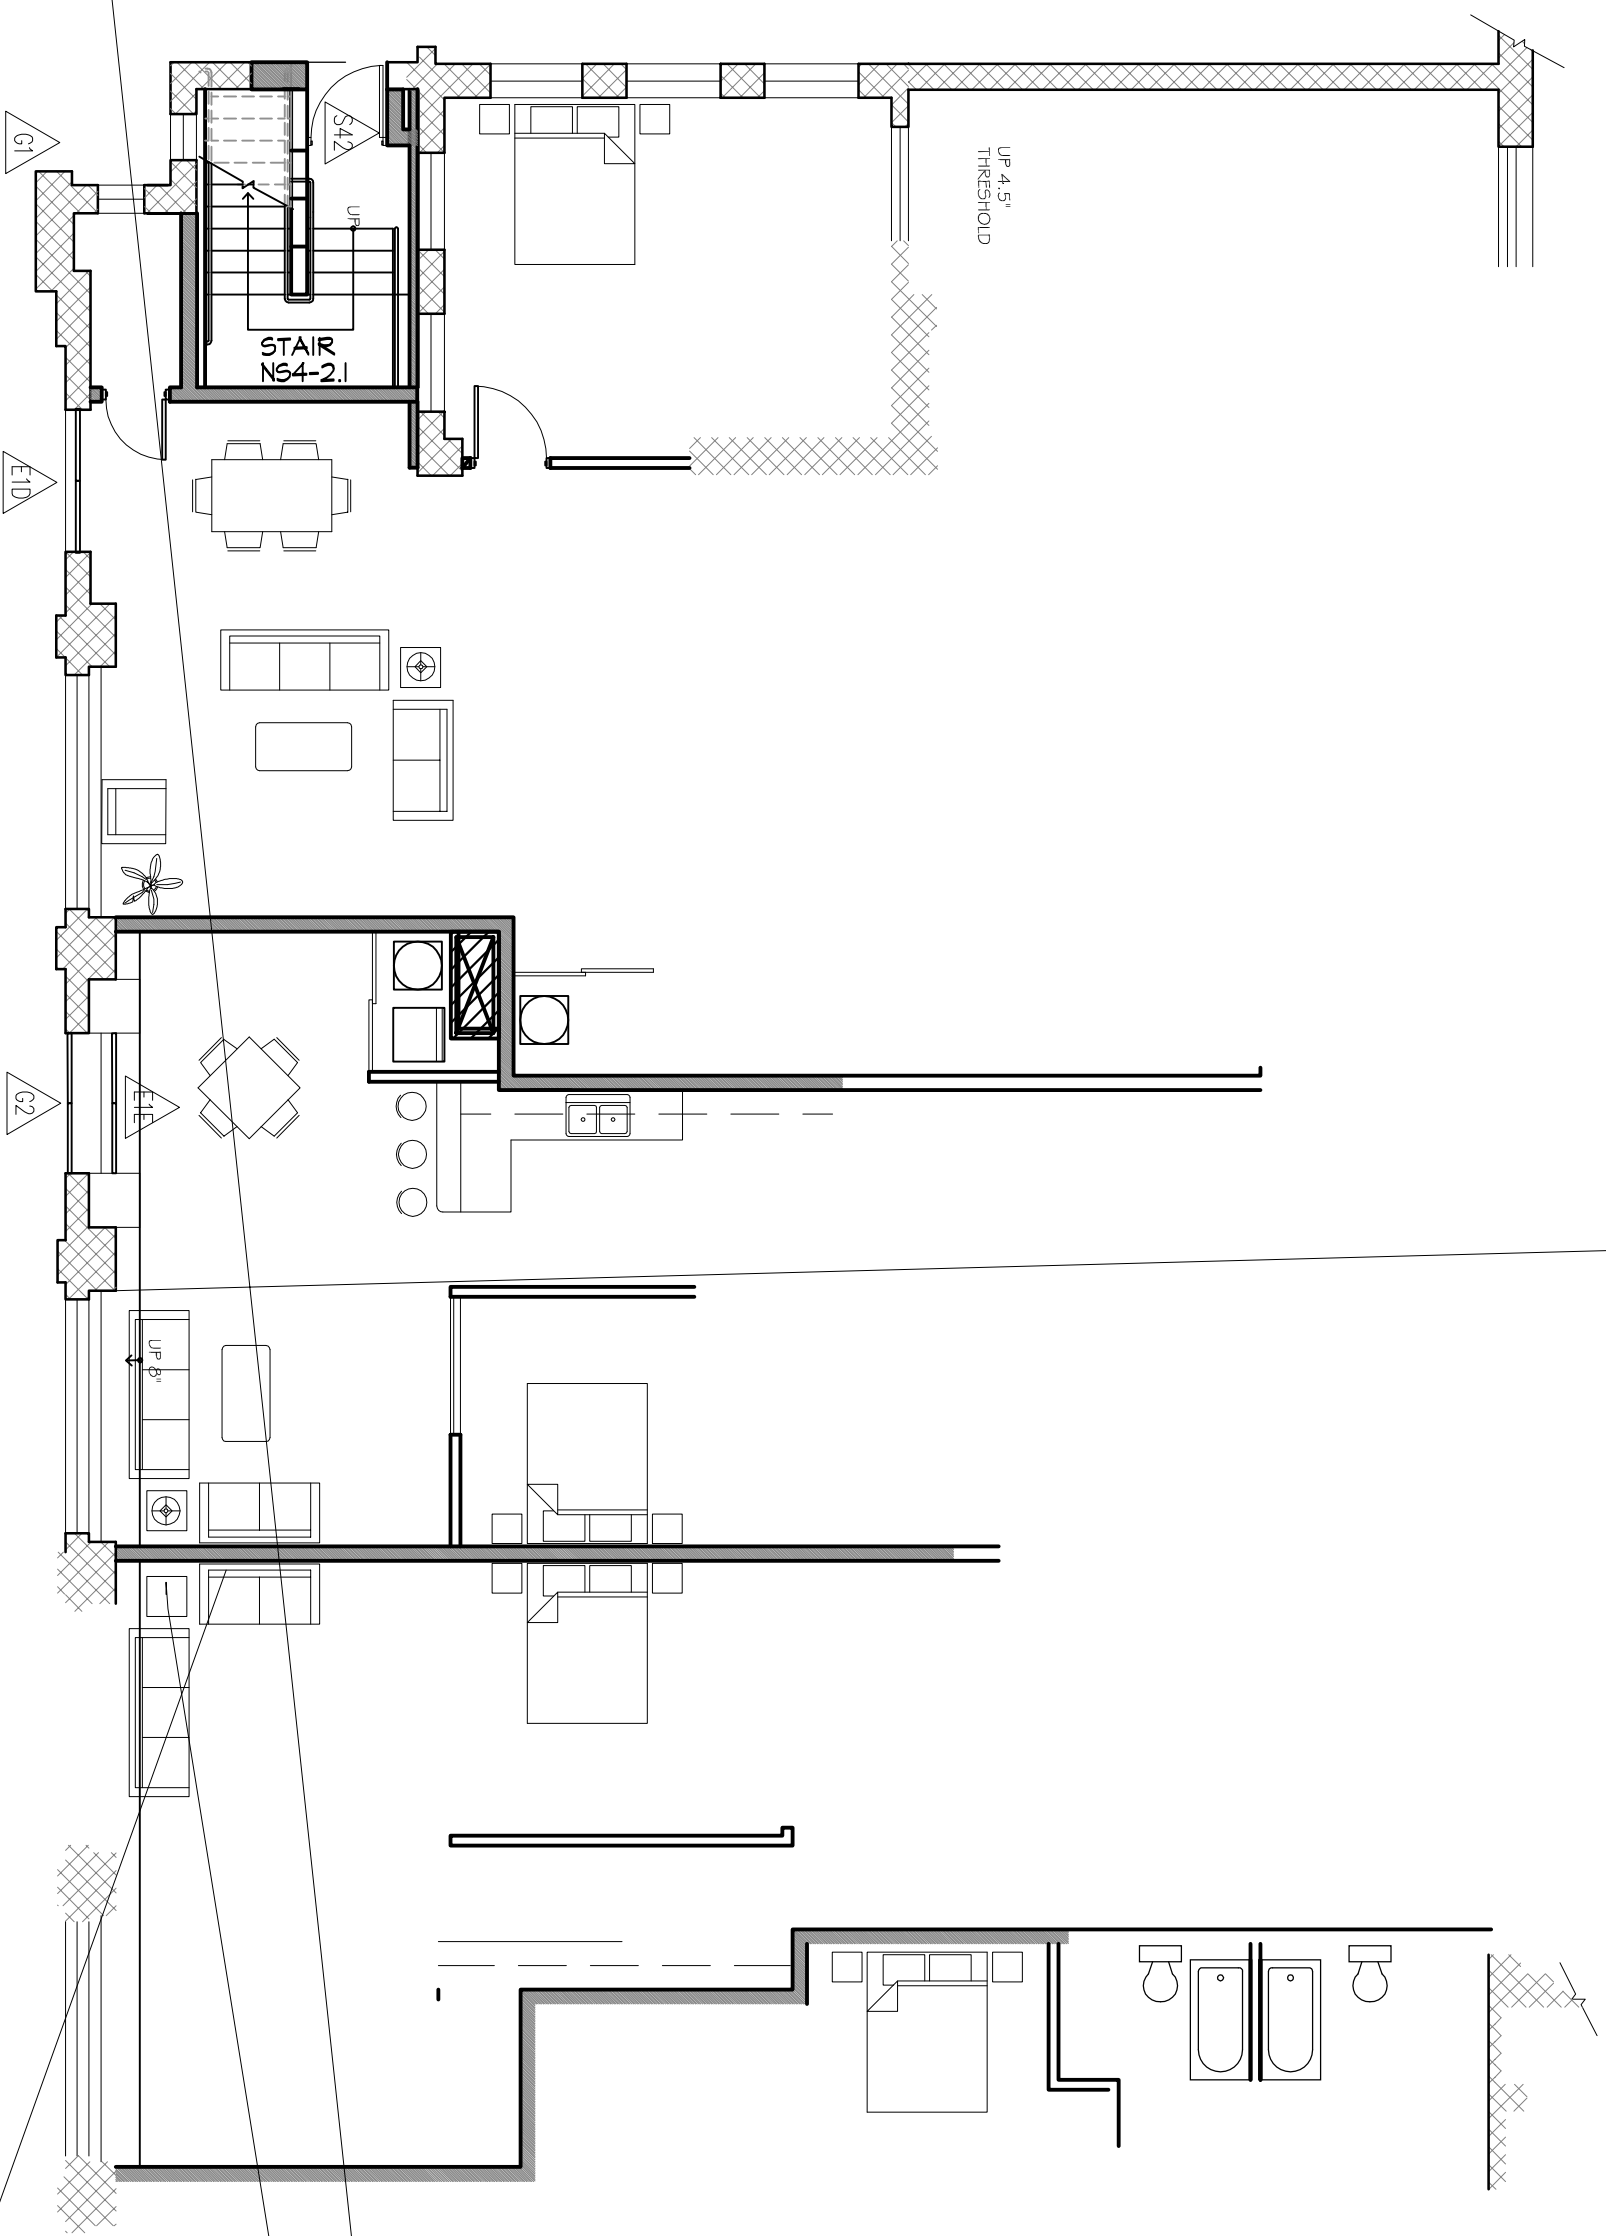 G1
S42
UP 4.5"
THRESHOLD
UP
STAIR
NS4-2.1
E1D
G2
E1E
UP 8"